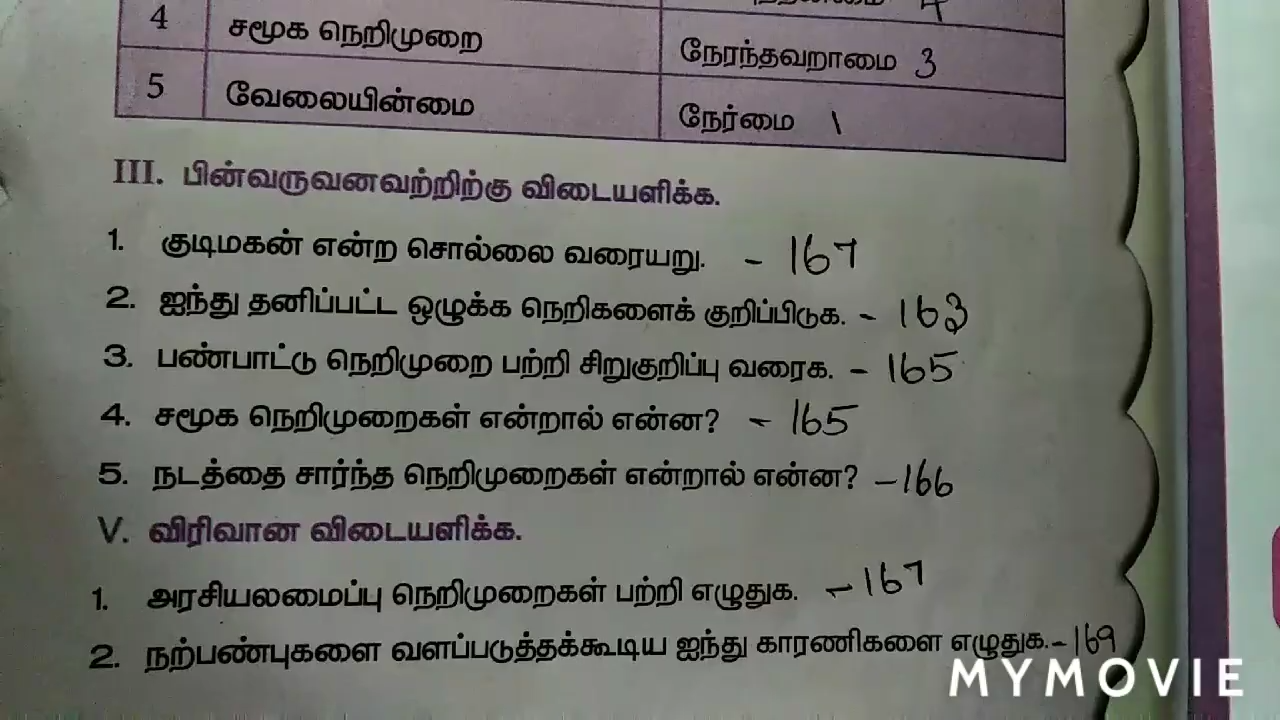 4 சமூக நெறிமுறை நேரந்தவறாமை 3
5 வேலையின்மை நேர்மை 1
III. பின்வருவனவற்றிற்கு விடையளிக்க.
1. குடிமகன் என்ற சொல்லை வரையறு. - 167
2. ஐந்து தனிப்பட்ட ஒழுக்க நெறிகளைக் குறிப்பிடுக. - 163
3. பண்பாட்டு நெறிமுறை பற்றி சிறுகுறிப்பு வரைக. - 165
4. சமூக நெறிமுறைகள் என்றால் என்ன? - 165
5. நடத்தை சார்ந்த நெறிமுறைகள் என்றால் என்ன? - 166
V. விரிவான விடையளிக்க.
1. அரசியலமைப்பு நெறிமுறைகள் பற்றி எழுதுக. - 167
2. நற்பண்புகளை வளப்படுத்தக்கூடிய ஐந்து காரணிகளை எழுதுக. - 169
MYMOVIE